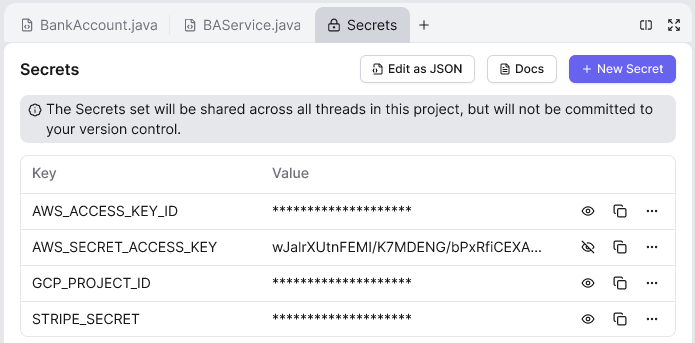 BankAccount.java BAService.java Secrets +
Secrets Edit as JSON Docs + New Secret
The Secrets set will be shared across all threads in this project, but will not be committed to
your version control.
Key Value
AWS_ACCESS_KEY_ID ********************
AWS_SECRET_ACCESS_KEY wJalrXUtnFEMI/K7MDENG/bPxRfiCEXA...
GCP_PROJECT_ID ********************
STRIPE_SECRET ********************